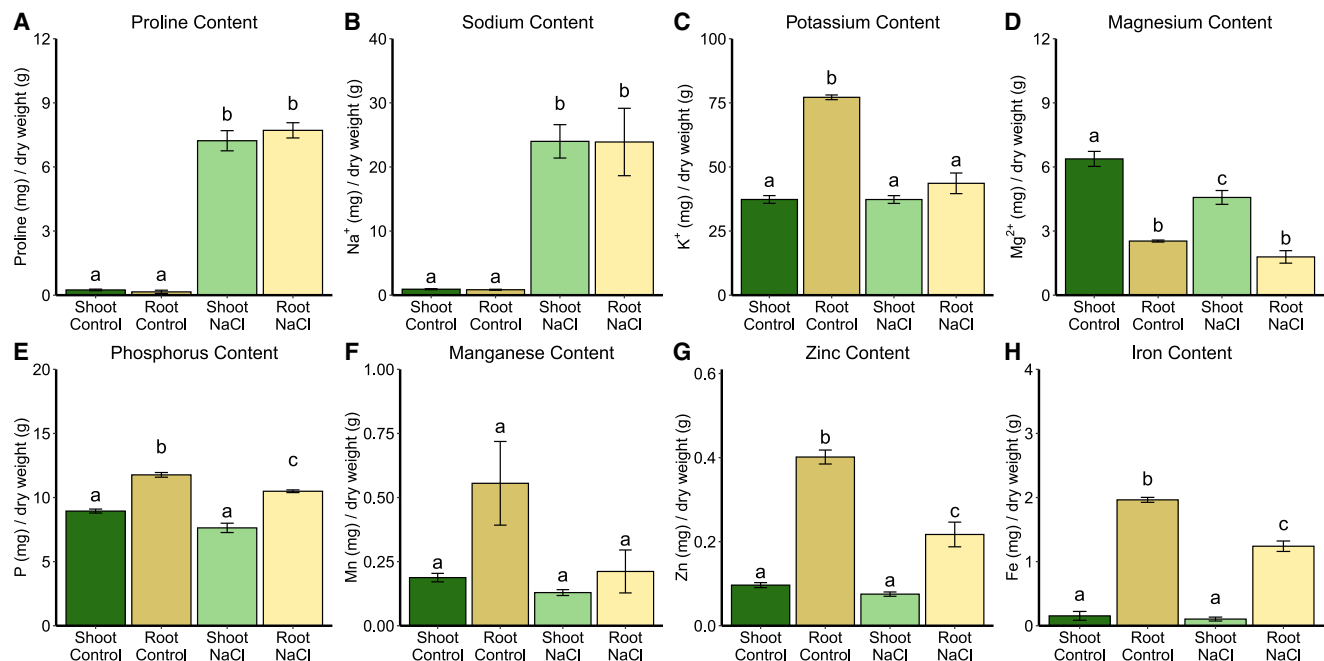 A Proline Content
Proline (mg) / dry weight (g)
12
9
6
3
0
a
a
b
b
Shoot Control
Root Control
Shoot NaCl
Root NaCl
B Sodium Content
Na⁺ (mg) / dry weight (g)
40
30
20
10
0
a
a
b
b
Shoot Control
Root Control
Shoot NaCl
Root NaCl
C Potassium Content
K⁺ (mg) / dry weight (g)
100
75
50
25
0
a
b
a
a
Shoot Control
Root Control
Shoot NaCl
Root NaCl
D Magnesium Content
Mg²⁺ (mg) / dry weight (g)
12
9
6
3
0
a
b
c
b
Shoot Control
Root Control
Shoot NaCl
Root NaCl
E Phosphorus Content
P (mg) / dry weight (g)
20
15
10
5
0
a
b
a
c
Shoot Control
Root Control
Shoot NaCl
Root NaCl
F Manganese Content
Mn (mg) / dry weight (g)
1.00
0.75
0.50
0.25
0.00
a
a
a
a
Shoot Control
Root Control
Shoot NaCl
Root NaCl
G Zinc Content
Zn (mg) / dry weight (g)
0.6
0.4
0.2
0.0
a
b
a
c
Shoot Control
Root Control
Shoot NaCl
Root NaCl
H Iron Content
Fe (mg) / dry weight (g)
4
3
2
1
0
a
b
a
c
Shoot Control
Root Control
Shoot NaCl
Root NaCl